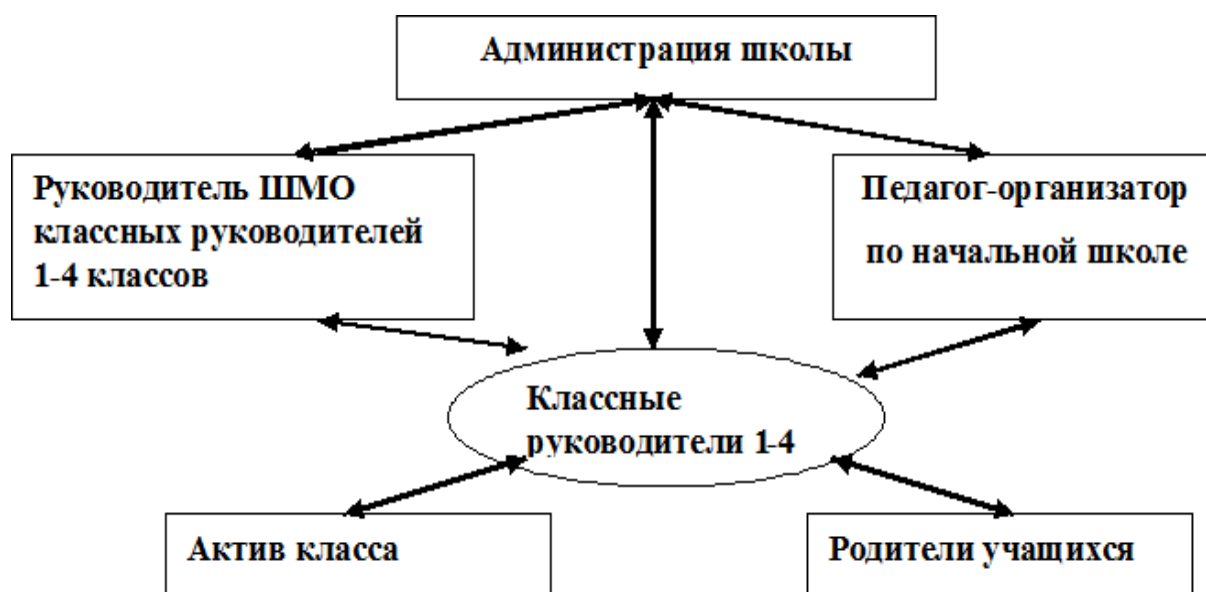 Администрация школы
Руководитель ШМО
классных руководителей
1-4 классов
Педагог-организатор
по начальной школе
Классные
руководители 1-4
Актив класса
Родители учащихся